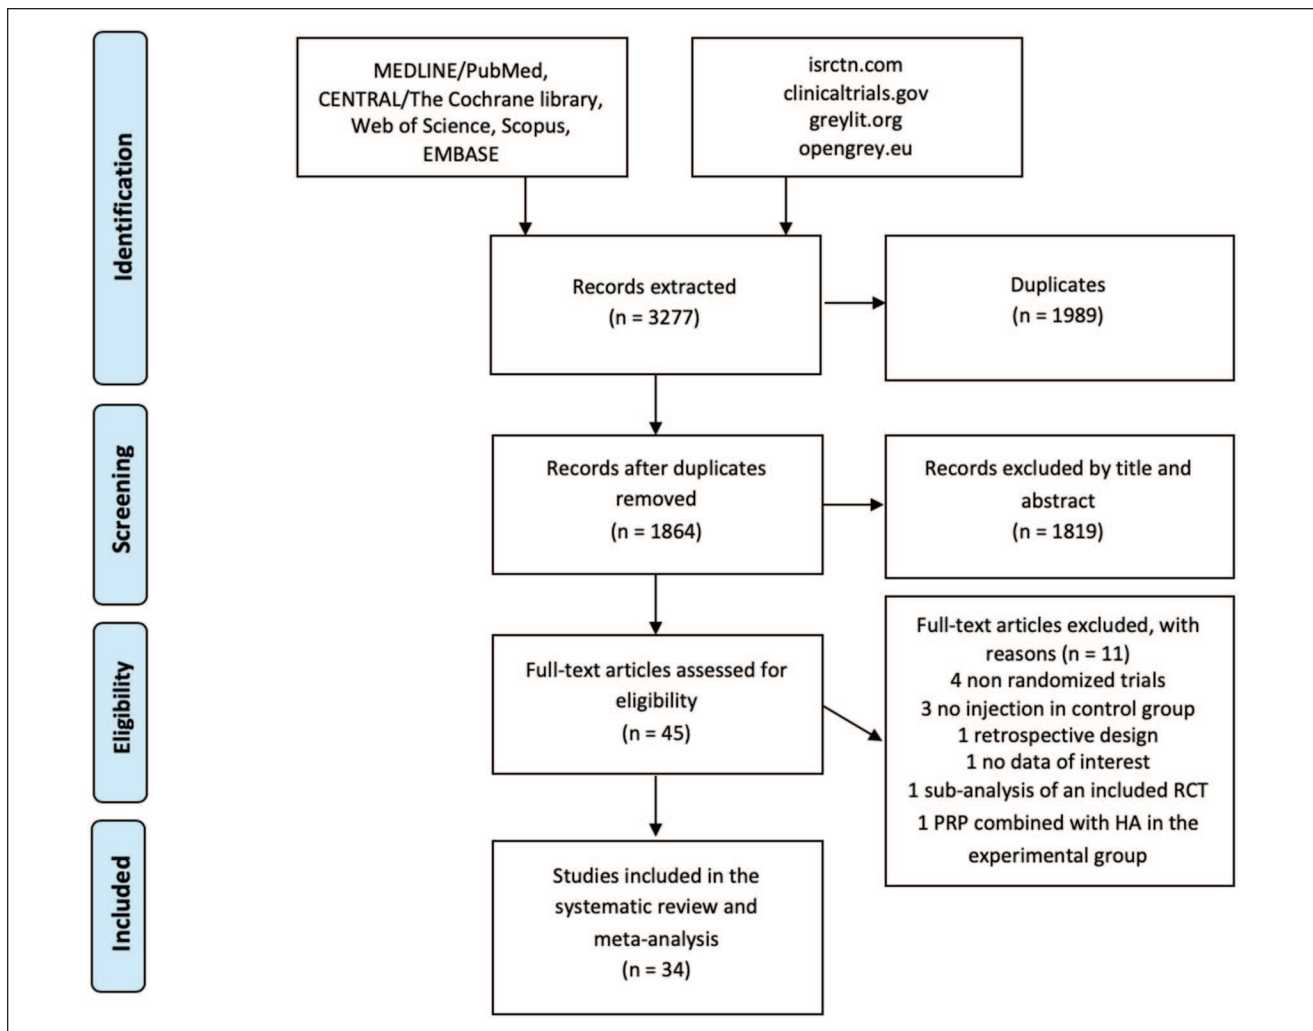 Identification
MEDLINE/PubMed,
CENTRAL/The Cochrane library,
Web of Science, Scopus,
EMBASE
isrctn.com
clinicaltrials.gov
greylit.org
opengrey.eu
Records extracted
(n = 3277)
Duplicates
(n = 1989)
Screening
Records after duplicates
removed
(n = 1864)
Records excluded by title and
abstract
(n = 1819)
Eligibility
Full-text articles assessed for
eligibility
(n = 45)
Full-text articles excluded, with
reasons (n = 11)
4 non randomized trials
3 no injection in control group
1 retrospective design
1 no data of interest
1 sub-analysis of an included RCT
1 PRP combined with HA in the
experimental group
Included
Studies included in the
systematic review and
meta-analysis
(n = 34)